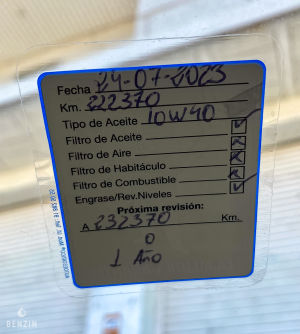 Fecha 24-07-2023
Km. 222370
Tipo de Aceite 10W40
Filtro de Aceite
Filtro de Aire
Filtro de Habitáculo
Filtro de Combustible
Engrase/Rev.Niveles
Próxima revisión:
A 232370 Km.
O
1 Año
BENZIN